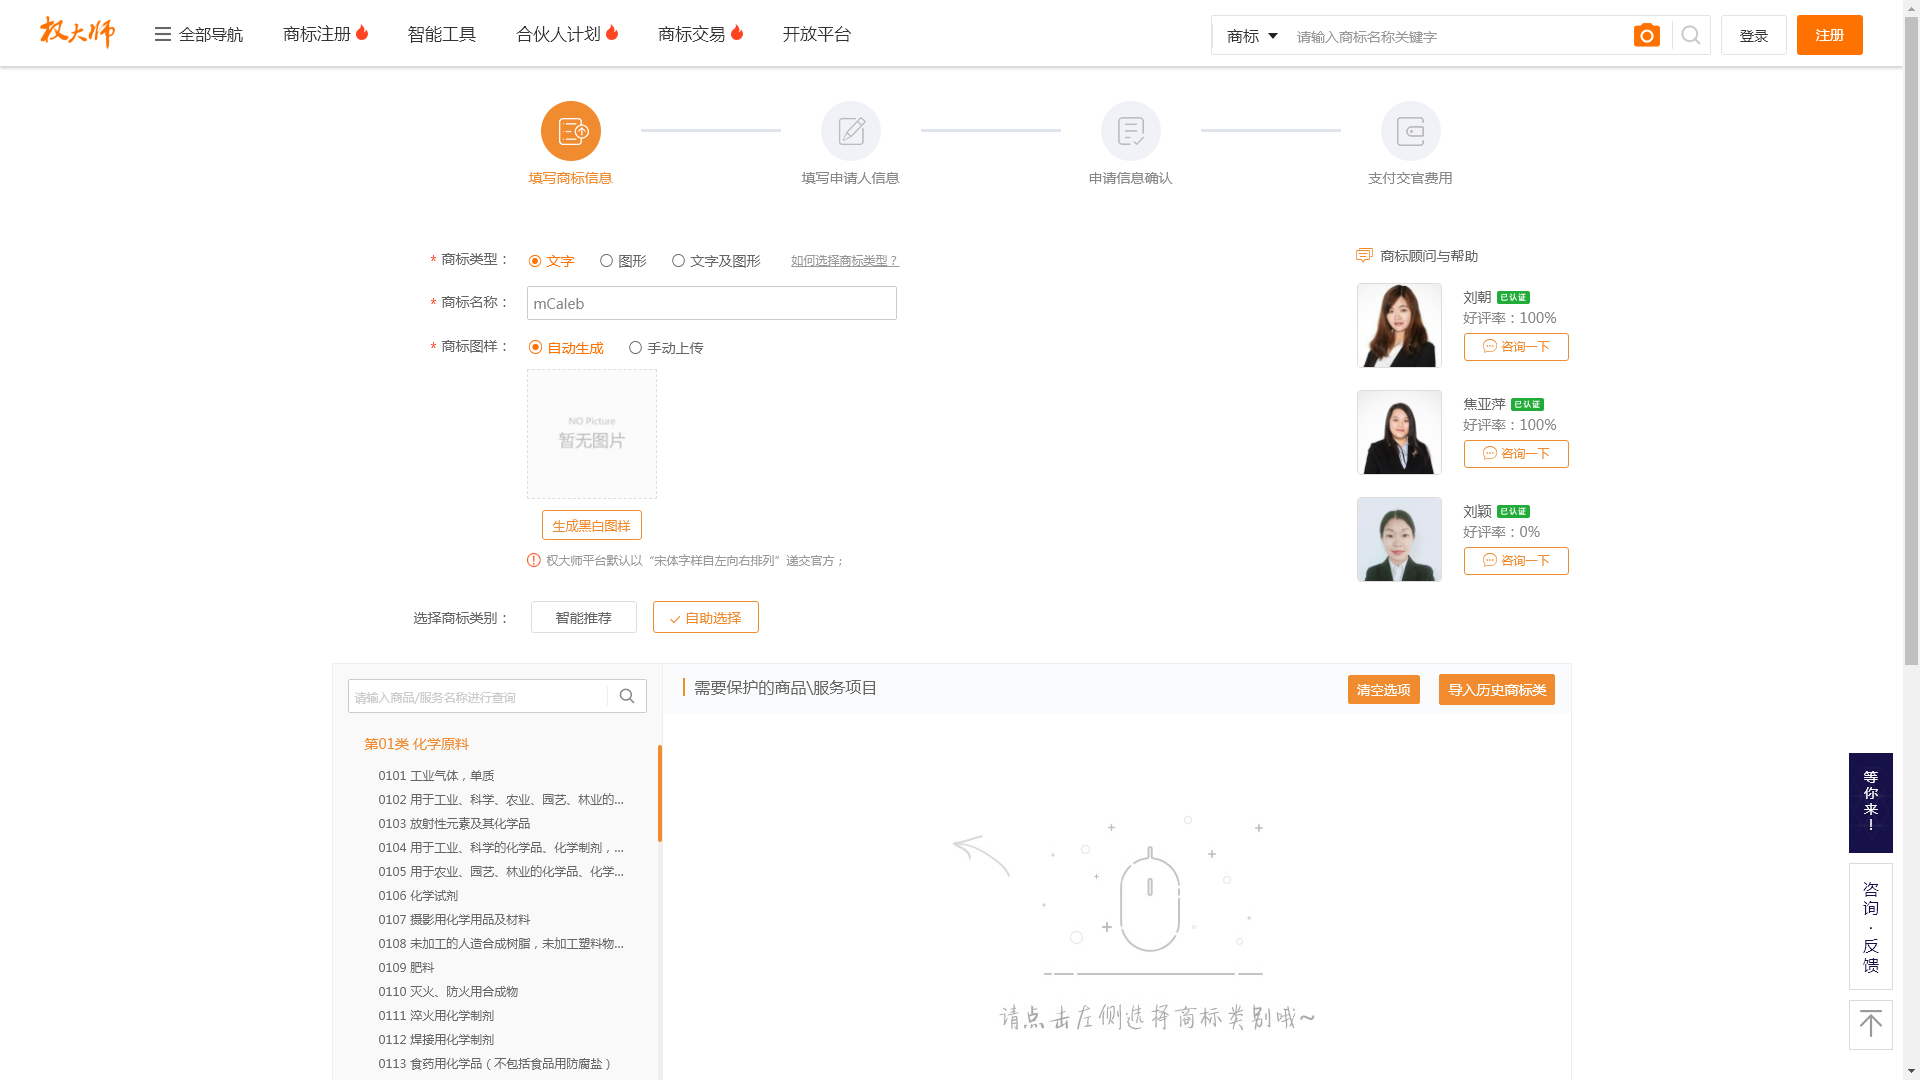 权大师
全部导航
商标注册
智能工具
合伙人计划
商标交易
开放平台
商标
请输入商标名称关键字
登录
注册
填写商标信息
填写申请人信息
申请信息确认
支付交官费用
* 商标类型：
文字
图形
文字及图形
如何选择商标类型？
* 商标名称：
mCaleb
* 商标图样：
自动生成
手动上传
NO Picture
暂无图片
生成黑白图样
权大师平台默认以“宋体字样自左向右排列”递交官方；
选择商标类别：
智能推荐
自助选择
商标顾问与帮助
刘朝 已认证
好评率：100%
咨询一下
焦亚萍 已认证
好评率：100%
咨询一下
刘颖 已认证
好评率：0%
咨询一下
请输入商品/服务名称进行查询
第01类 化学原料
0101 工业气体，单质
0102 用于工业、科学、农业、园艺、林业的...
0103 放射性元素及其化学品
0104 用于工业、科学的化学品、化学制剂，...
0105 用于农业、园艺、林业的化学品、化学...
0106 化学试剂
0107 摄影用化学用品及材料
0108 未加工的人造合成树脂，未加工塑料物...
0109 肥料
0110 灭火、防火用合成物
0111 淬火用化学制剂
0112 焊接用化学制剂
0113 食药用化学品（不包括食品用防腐盐）
需要保护的商品\服务项目
清空选项
导入历史商标类
请点击左侧选择商标类别哦~
等你来！
咨询·反馈